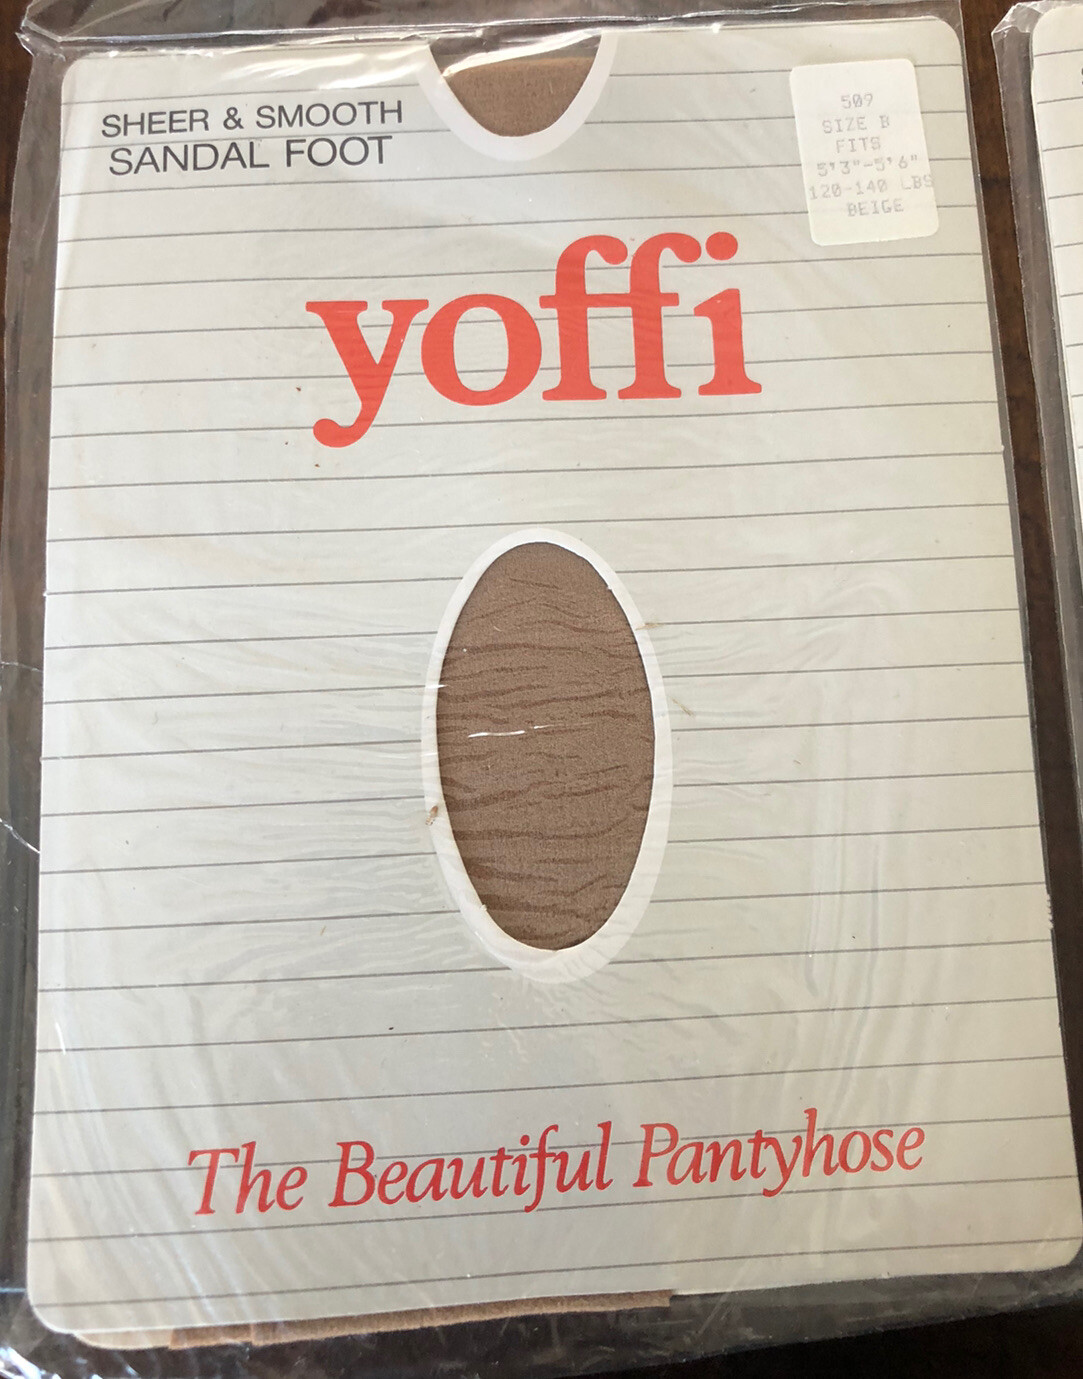 SHEER & SMOOTH
SANDAL FOOT
509
SIZE B
FITS
5'3"-5'6"
120-140 LBS
BEIGE
yoffi
The Beautiful Pantyhose